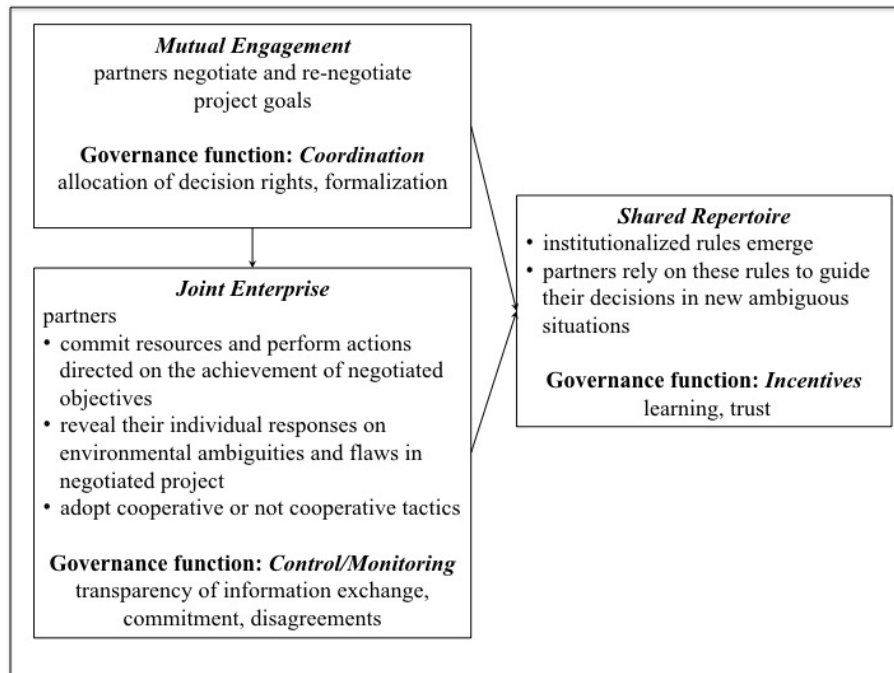 Mutual Engagement
partners negotiate and re-negotiate
project goals
Governance function: Coordination
allocation of decision rights, formalization
Joint Enterprise
partners
• commit resources and perform actions
directed on the achievement of negotiated
objectives
• reveal their individual responses on
environmental ambiguities and flaws in
negotiated project
• adopt cooperative or not cooperative tactics
Governance function: Control/Monitoring
transparency of information exchange,
commitment, disagreements
Shared Repertoire
• institutionalized rules emerge
• partners rely on these rules to guide
their decisions in new ambiguous
situations
Governance function: Incentives
learning, trust